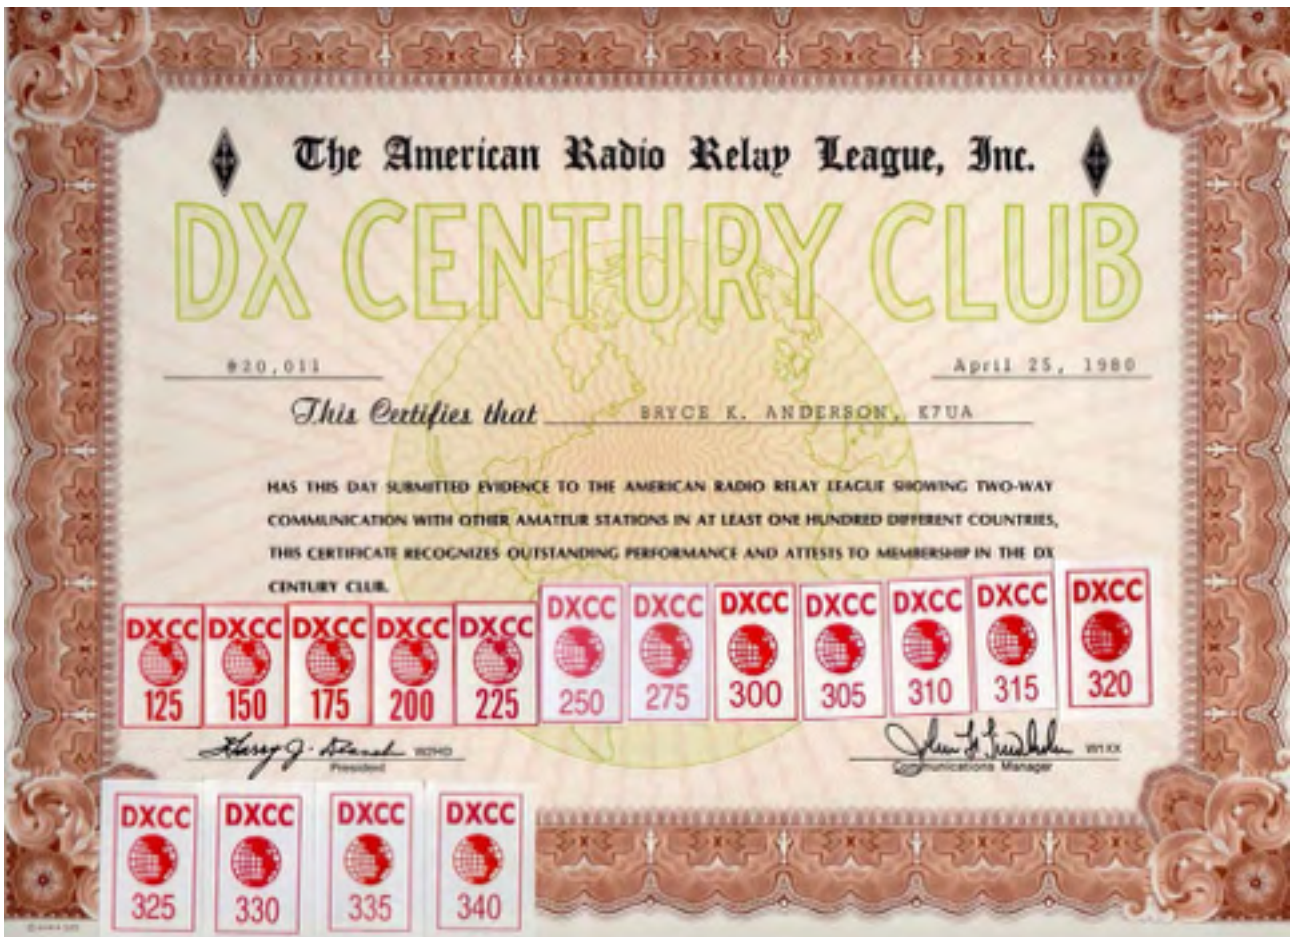 The American Radio Relay League, Inc.
DX CENTURY CLUB
#20,011
April 25, 1980
This Certifies that BRYCE K. ANDERSON, K7UA
HAS THIS DAY SUBMITTED EVIDENCE TO THE AMERICAN RADIO RELAY LEAGUE SHOWING TWO-WAY
COMMUNICATION WITH OTHER AMATEUR STATIONS IN AT LEAST ONE HUNDRED DIFFERENT COUNTRIES,
THIS CERTIFICATE RECOGNIZES OUTSTANDING PERFORMANCE AND ATTESTS TO MEMBERSHIP IN THE DX
CENTURY CLUB.
DXCC DXCC DXCC DXCC DXCC DXCC DXCC DXCC DXCC DXCC DXCC DXCC
125 150 175 200 225 250 275 300 305 310 315 320
Harry J. W2HD
President
John F. W1XX
Communications Manager
DXCC DXCC DXCC DXCC
325 330 335 340